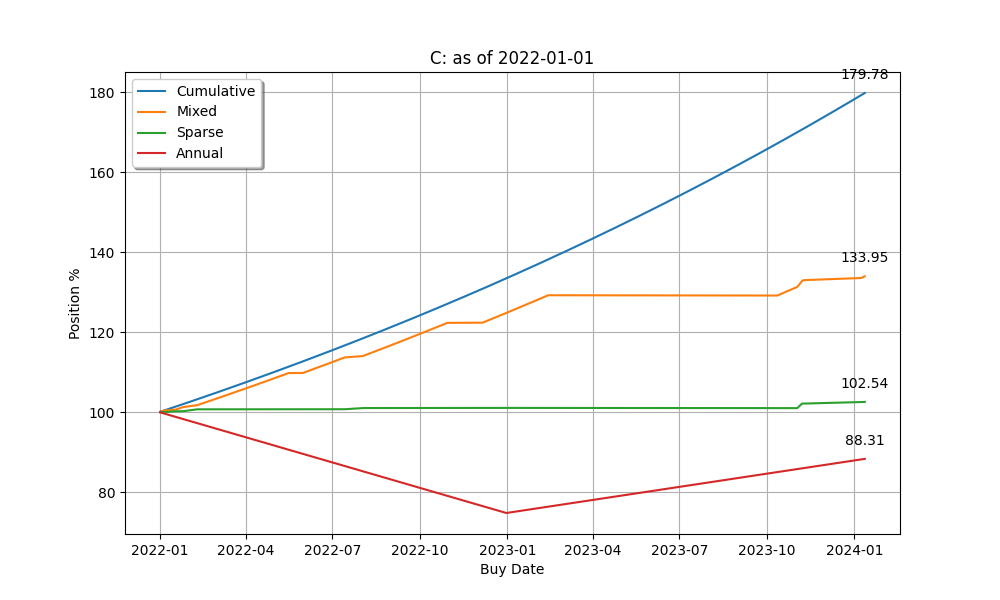 C: as of 2022-01-01
179.78
180
Cumulative
Mixed
Sparse
Annual
160
140
133.95
120
102.54
100
88.31
80
Position %
2022-01 2022-04 2022-07 2022-10 2023-01 2023-04 2023-07 2023-10 2024-01
Buy Date